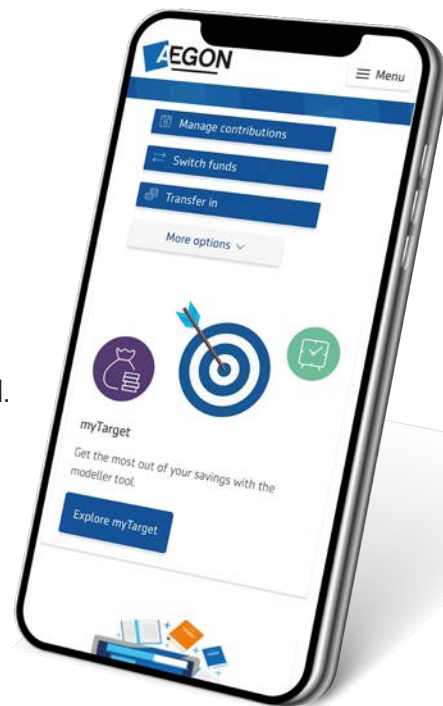 AEGON
Menu
Manage contributions
Switch funds
Transfer in
More options
l.
myTarget
Get the most out of your savings with the
modeller tool.
Explore myTarget